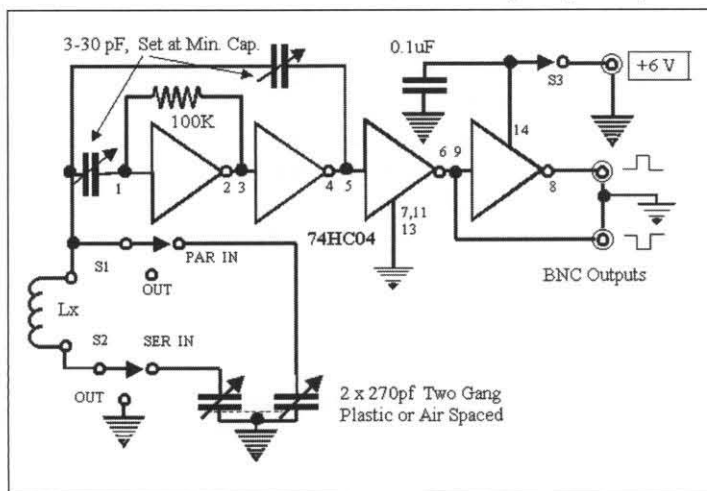 3-30 pF, Set at Min. Cap.
0.1uF
S3
+6 V
100K
14
1
2
3
4
5
6
9
8
7,11
13
74HC04
BNC Outputs
S1
PAR IN
OUT
Lx
S2
SER IN
OUT
2 x 270pf Two Gang
Plastic or Air Spaced